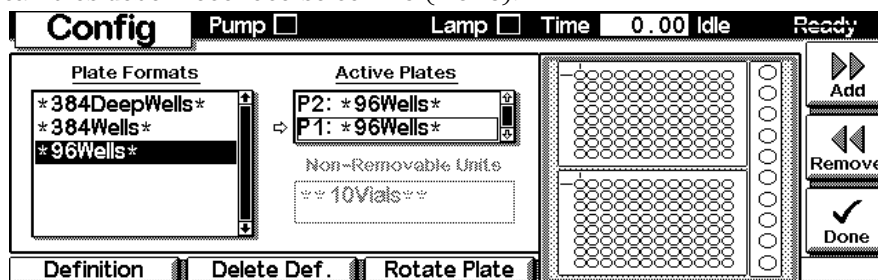 Config Pump Lamp Time 0.00 Idle Ready
Plate Formats
*384DeepWells*
*384Wells*
*96Wells*
Active Plates
P2: *96Wells*
P1: *96Wells*
Non-Removable Units
**10Vials**
Add
Remove
Done
Definition Delete Def. Rotate Plate